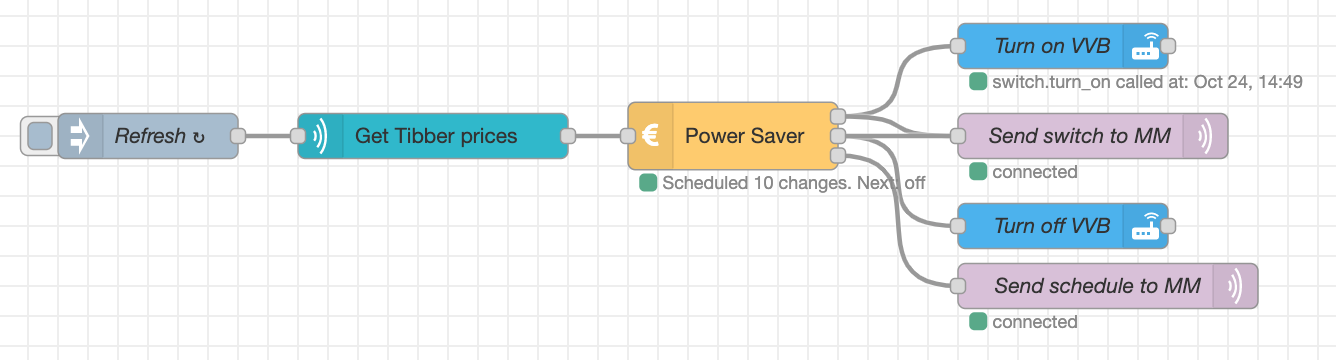 Turn on VVB
switch.turn_on called at: Oct 24, 14:49
Refresh ↻
Get Tibber prices
€
Power Saver
Send switch to MM
connected
Scheduled 10 changes. Next: off
Turn off VVB
Send schedule to MM
connected